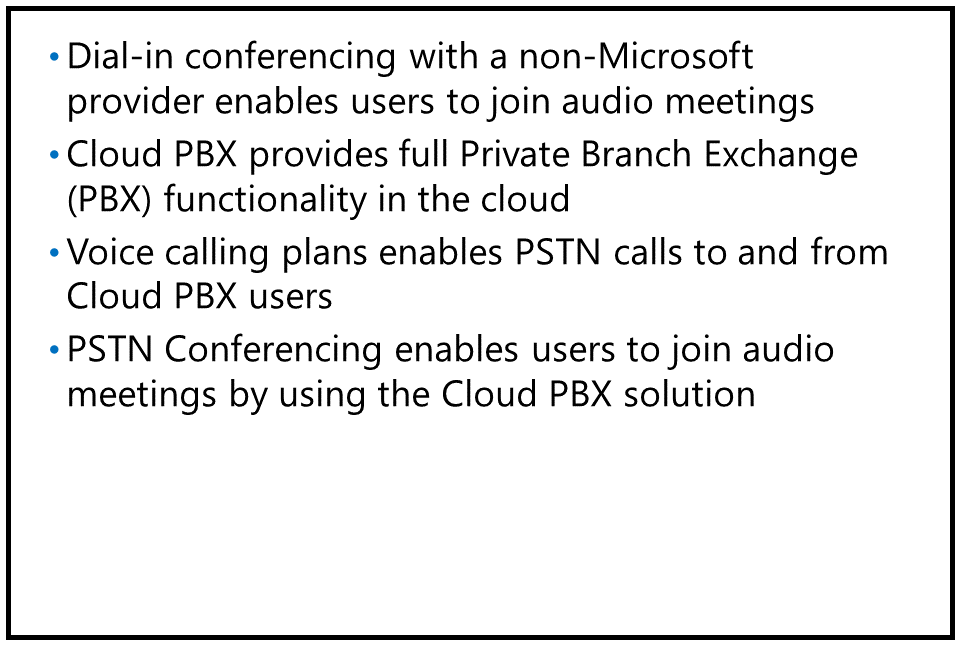 • Dial-in conferencing with a non-Microsoft
provider enables users to join audio meetings
• Cloud PBX provides full Private Branch Exchange
(PBX) functionality in the cloud
• Voice calling plans enables PSTN calls to and from
Cloud PBX users
• PSTN Conferencing enables users to join audio
meetings by using the Cloud PBX solution